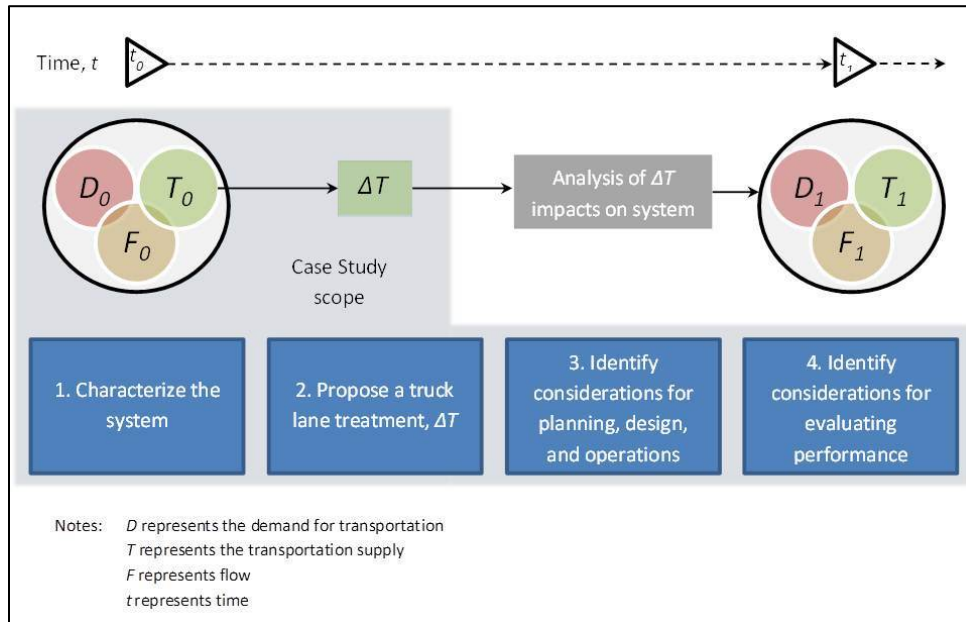 Time, t
t0
t1
D0
T0
F0
ΔT
Analysis of ΔT
impacts on system
D1
T1
F1
Case Study
scope
1. Characterize the
system
2. Propose a truck
lane treatment, ΔT
3. Identify
considerations for
planning, design,
and operations
4. Identify
considerations for
evaluating
performance
Notes: D represents the demand for transportation
T represents the transportation supply
F represents flow
t represents time